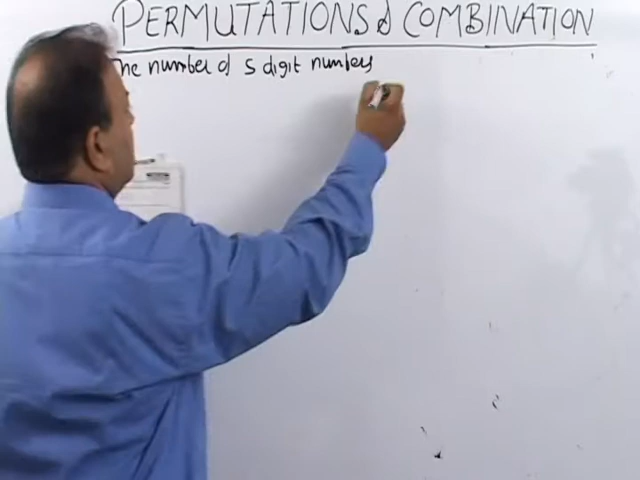 PERMUTATIONS & COMBINATION
The number of 5 digit numbers